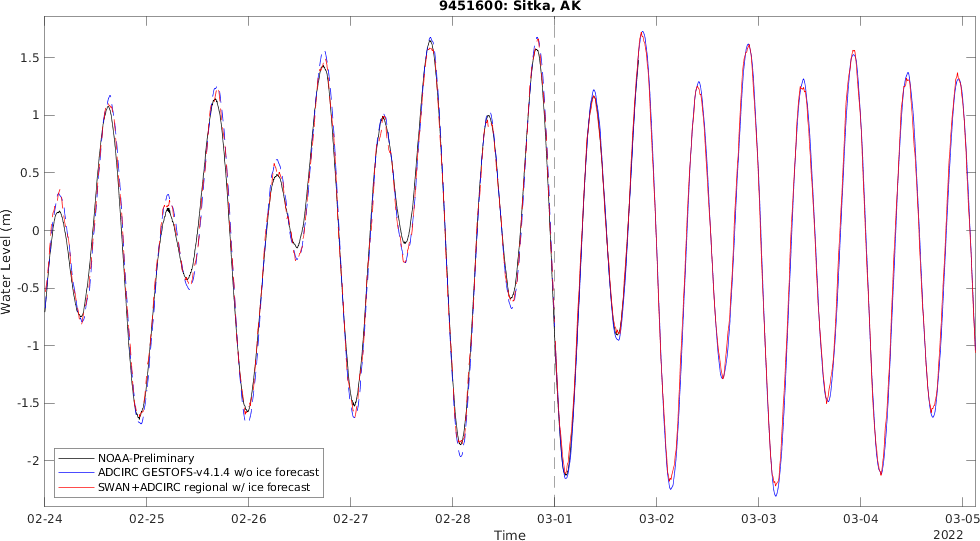 9451600: Sitka, AK
Water Level (m)
1.5
1
0.5
0
-0.5
-1
-1.5
-2
NOAA-Preliminary
ADCIRC GESTOFS-v4.1.4 w/o ice forecast
SWAN+ADCIRC regional w/ ice forecast
02-24 02-25 02-26 02-27 02-28 03-01 03-02 03-03 03-04 03-05
Time
2022